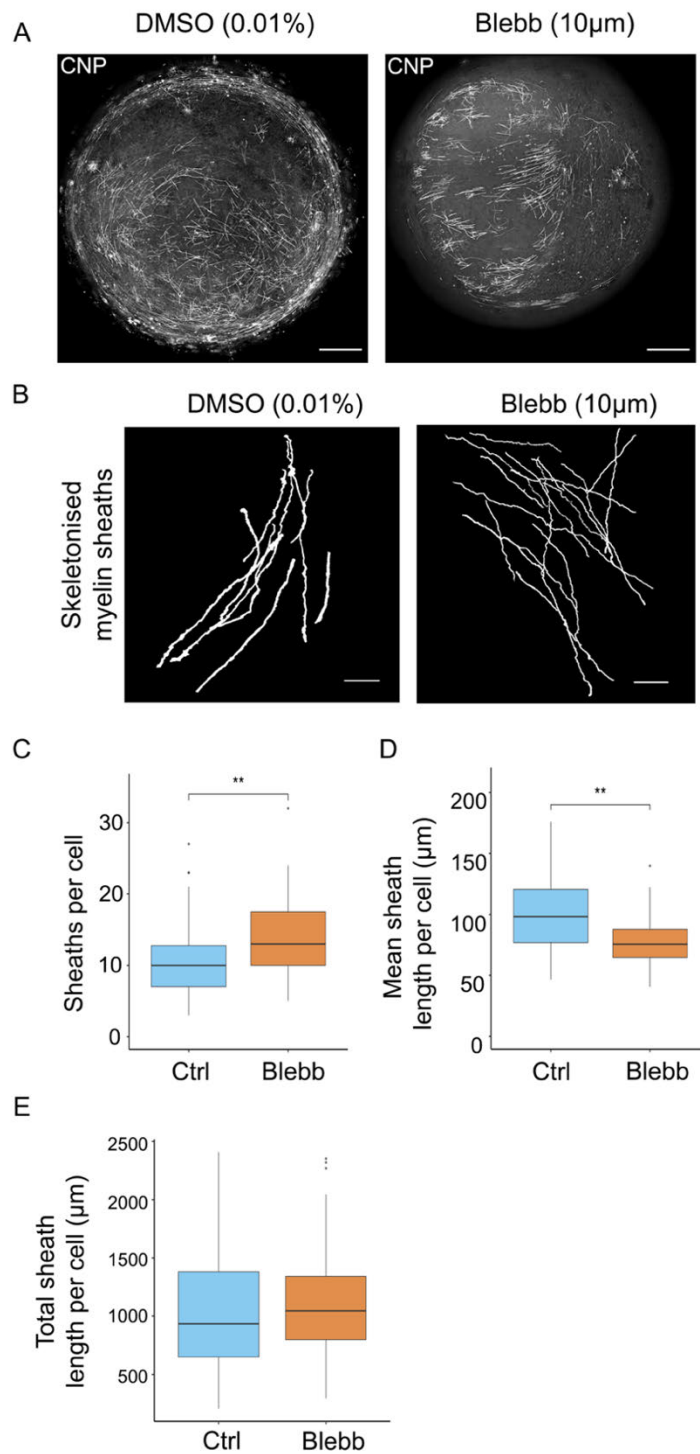 A
DMSO (0.01%)
Blebb (10μm)
CNP
CNP
B
DMSO (0.01%)
Blebb (10μm)
Skeletonised
myelin sheaths
C
D
**
**
Sheaths per cell
30
20
10
0
Ctrl
Blebb
Mean sheath
length per cell (μm)
200
150
100
50
0
Ctrl
Blebb
E
Total sheath
length per cell (μm)
2500
2000
1500
1000
500
Ctrl
Blebb